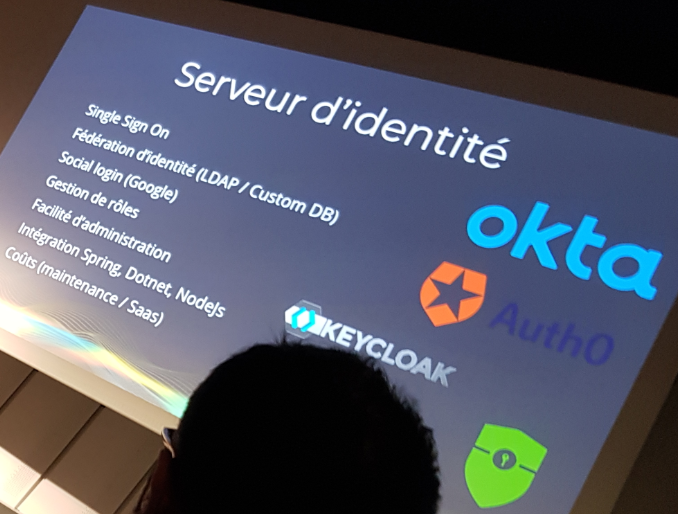 Serveur d'identité
Single Sign On
Fédération d'identité (LDAP / Custom DB)
Social login (Google)
Gestion de rôles
Facilité d'administration
Intégration Spring, Dotnet, NodeJs
Coûts (maintenance / Saas)
okta
Auth0
KEYCLOAK